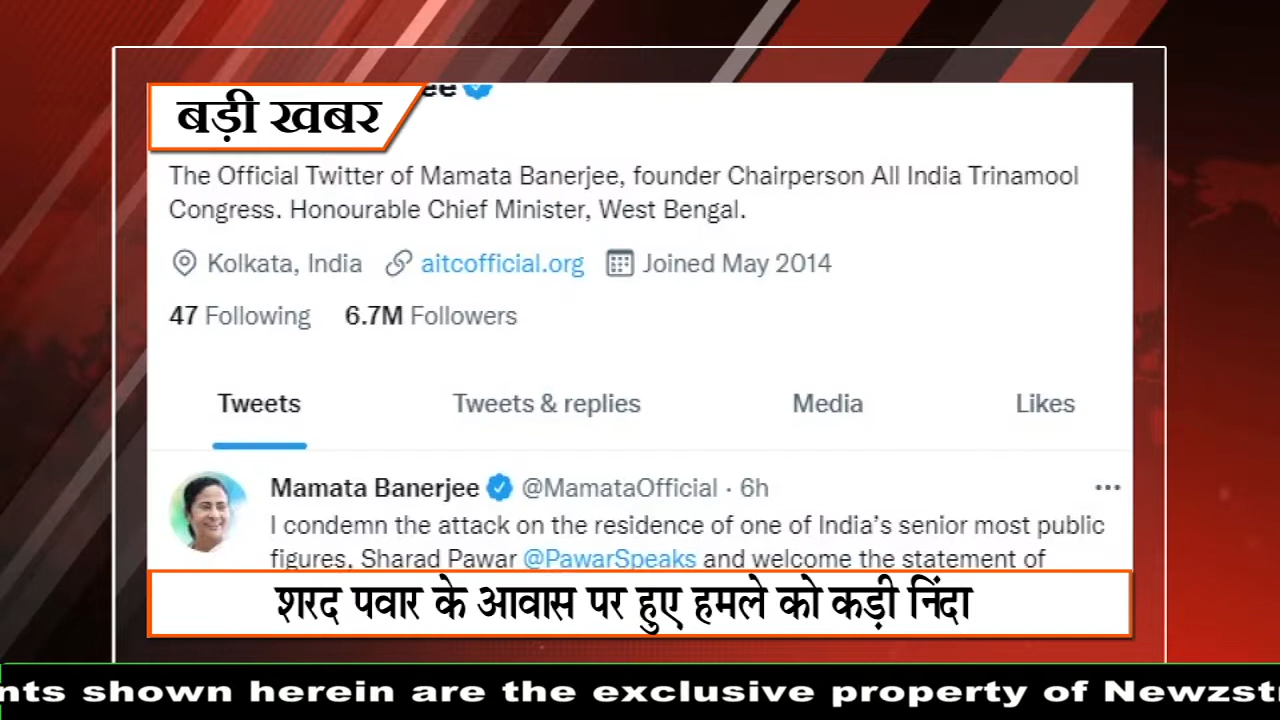 बड़ी खबर
The Official Twitter of Mamata Banerjee, founder Chairperson All India Trinamool
Congress. Honourable Chief Minister, West Bengal.
Kolkata, India aitcofficial.org Joined May 2014
47 Following 6.7M Followers
Tweets Tweets & replies Media Likes
Mamata Banerjee @MamataOfficial · 6h
I condemn the attack on the residence of one of India's senior most public
figures, Sharad Pawar @PawarSpeaks and welcome the statement of
शरद पवार के आवास पर हुए हमले को कड़ी निंदा
shown herein are the exclusive property of